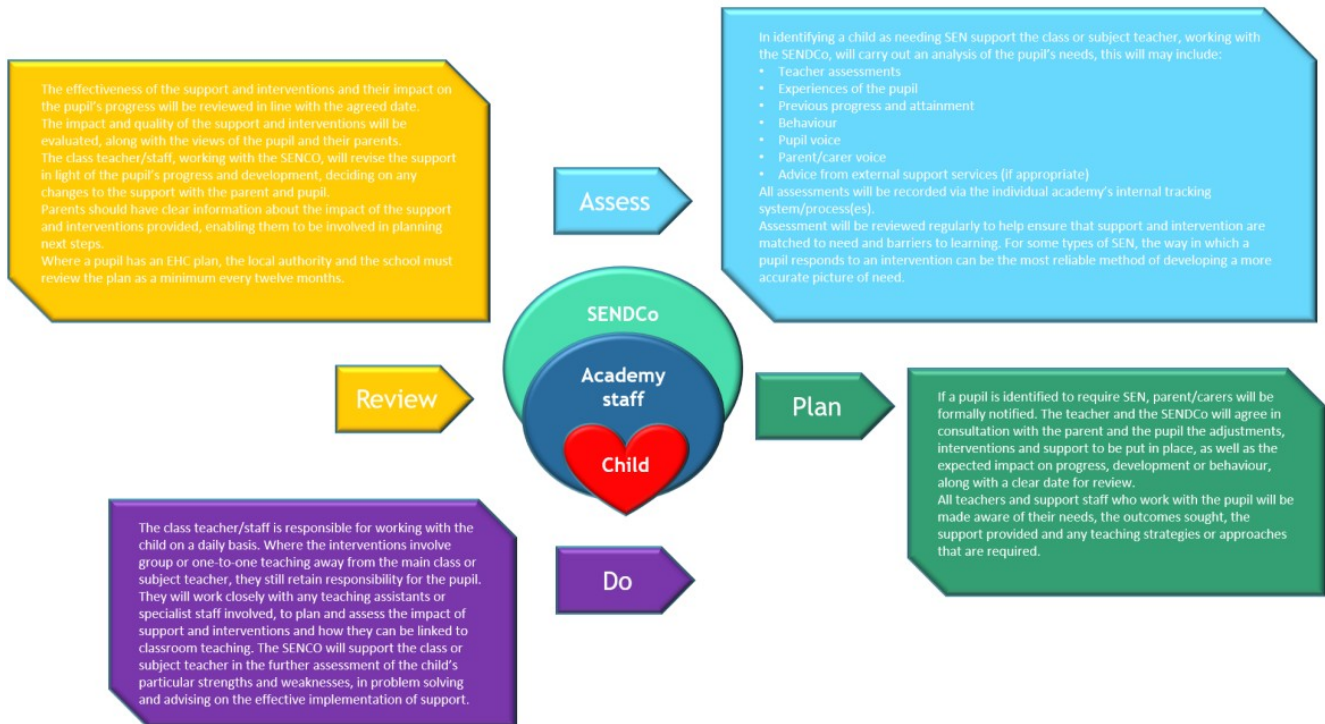 Assess
In identifying a child as needing SEN support the class or subject teacher, working with
the SENDCo, will carry out an analysis of the pupil's needs, this will may include:
• Teacher assessments
• Experiences of the pupil
• Previous progress and attainment
• Behaviour
• Pupil voice
• Parent/carer voice
• Advice from external support services (if appropriate)
All assessments will be recorded via the individual academy's internal tracking
system/process(es).
Assessment will be reviewed regularly to help ensure that support and intervention are
matched to need and barriers to learning. For some types of SEN, the way in which a
pupil responds to an intervention can be the most reliable method of developing a more
accurate picture of need.
Plan
If a pupil is identified to require SEN, parent/carers will be
formally notified. The teacher and the SENDCo will agree in
consultation with the parent and the pupil the adjustments,
interventions and support to be put in place, as well as the
expected impact on progress, development or behaviour,
along with a clear date for review.
All teachers and support staff who work with the pupil will be
made aware of their needs, the outcomes sought, the
support provided and any teaching strategies or approaches
that are required.
Do
The class teacher/staff is responsible for working with the
child on a daily basis. Where the interventions involve
group or one-to-one teaching away from the main class or
subject teacher, they still retain responsibility for the pupil.
They will work closely with any teaching assistants or
specialist staff involved, to plan and assess the impact of
support and interventions and how they can be linked to
classroom teaching. The SENCO will support the class or
subject teacher in the further assessment of the child's
particular strengths and weaknesses, in problem solving
and advising on the effective implementation of support.
Review
The effectiveness of the support and interventions and their impact on
the pupil's progress will be reviewed in line with the agreed date.
The impact and quality of the support and interventions will be
evaluated, along with the views of the pupil and their parents.
The class teacher/staff, working with the SENCO, will revise the support
in light of the pupil's progress and development, deciding on any
changes to the support with the parent and pupil.
Parents should have clear information about the impact of the support
and interventions provided, enabling them to be involved in planning
next steps.
Where a pupil has an EHC plan, the local authority and the school must
review the plan as a minimum every twelve months.
SENDCo
Academy
staff
Child